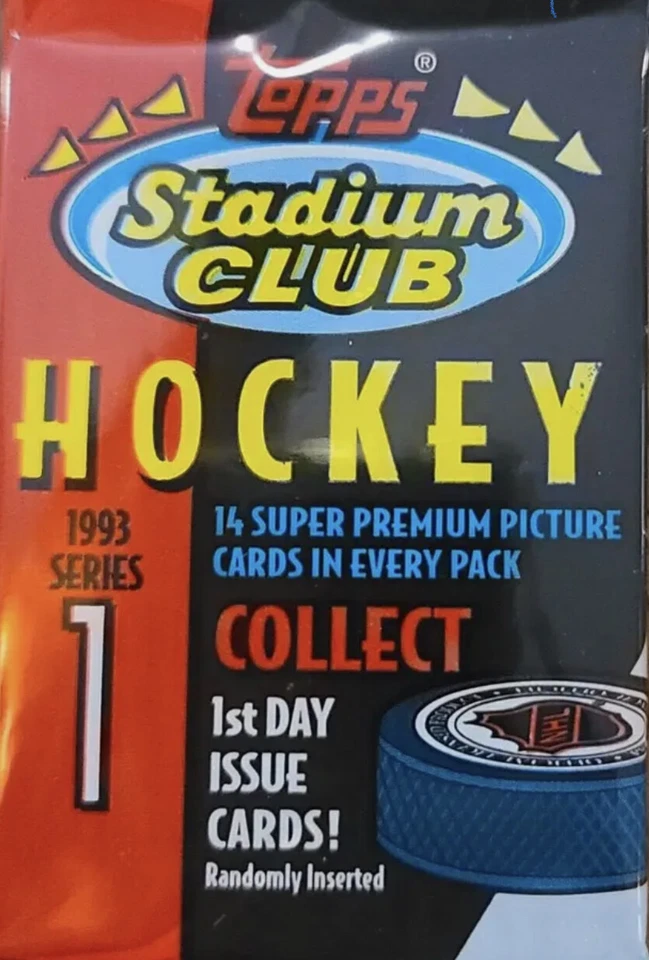 TOPPS®
Stadium
CLUB
HOCKEY
1993
SERIES
1
14 SUPER PREMIUM PICTURE
CARDS IN EVERY PACK
COLLECT
1st DAY
ISSUE
CARDS!
Randomly Inserted
NHL